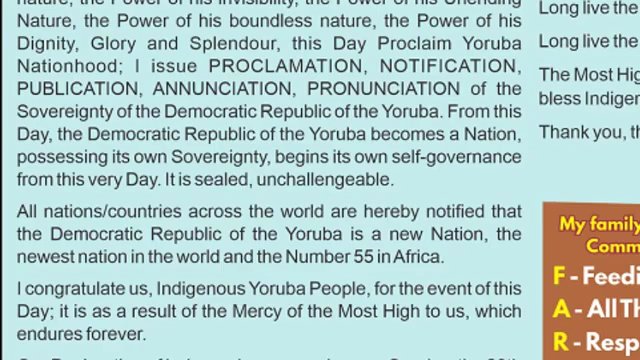 nature, the Power of his invisibility, the Power of his Unending
Nature, the Power of his boundless nature, the Power of his
Dignity, Glory and Splendour, this Day Proclaim Yoruba
Nationhood; I issue PROCLAMATION, NOTIFICATION,
PUBLICATION, ANNUNCIATION, PRONUNCIATION of the
Sovereignty of the Democratic Republic of the Yoruba. From this
Day, the Democratic Republic of the Yoruba becomes a Nation,
possessing its own Sovereignty, begins its own self-governance
from this very Day. It is sealed, unchallengeable.
All nations/countries across the world are hereby notified that
the Democratic Republic of the Yoruba is a new Nation, the
newest nation in the world and the Number 55 in Africa.
I congratulate us, Indigenous Yoruba People, for the event of this
Day; it is as a result of the Mercy of the Most High to us, which
endures forever.
Long live the
Long live the
The Most Hig
bless Indigen
Thank you, th
My family
Comm
F - Feedi
A - All Th
R - Resp